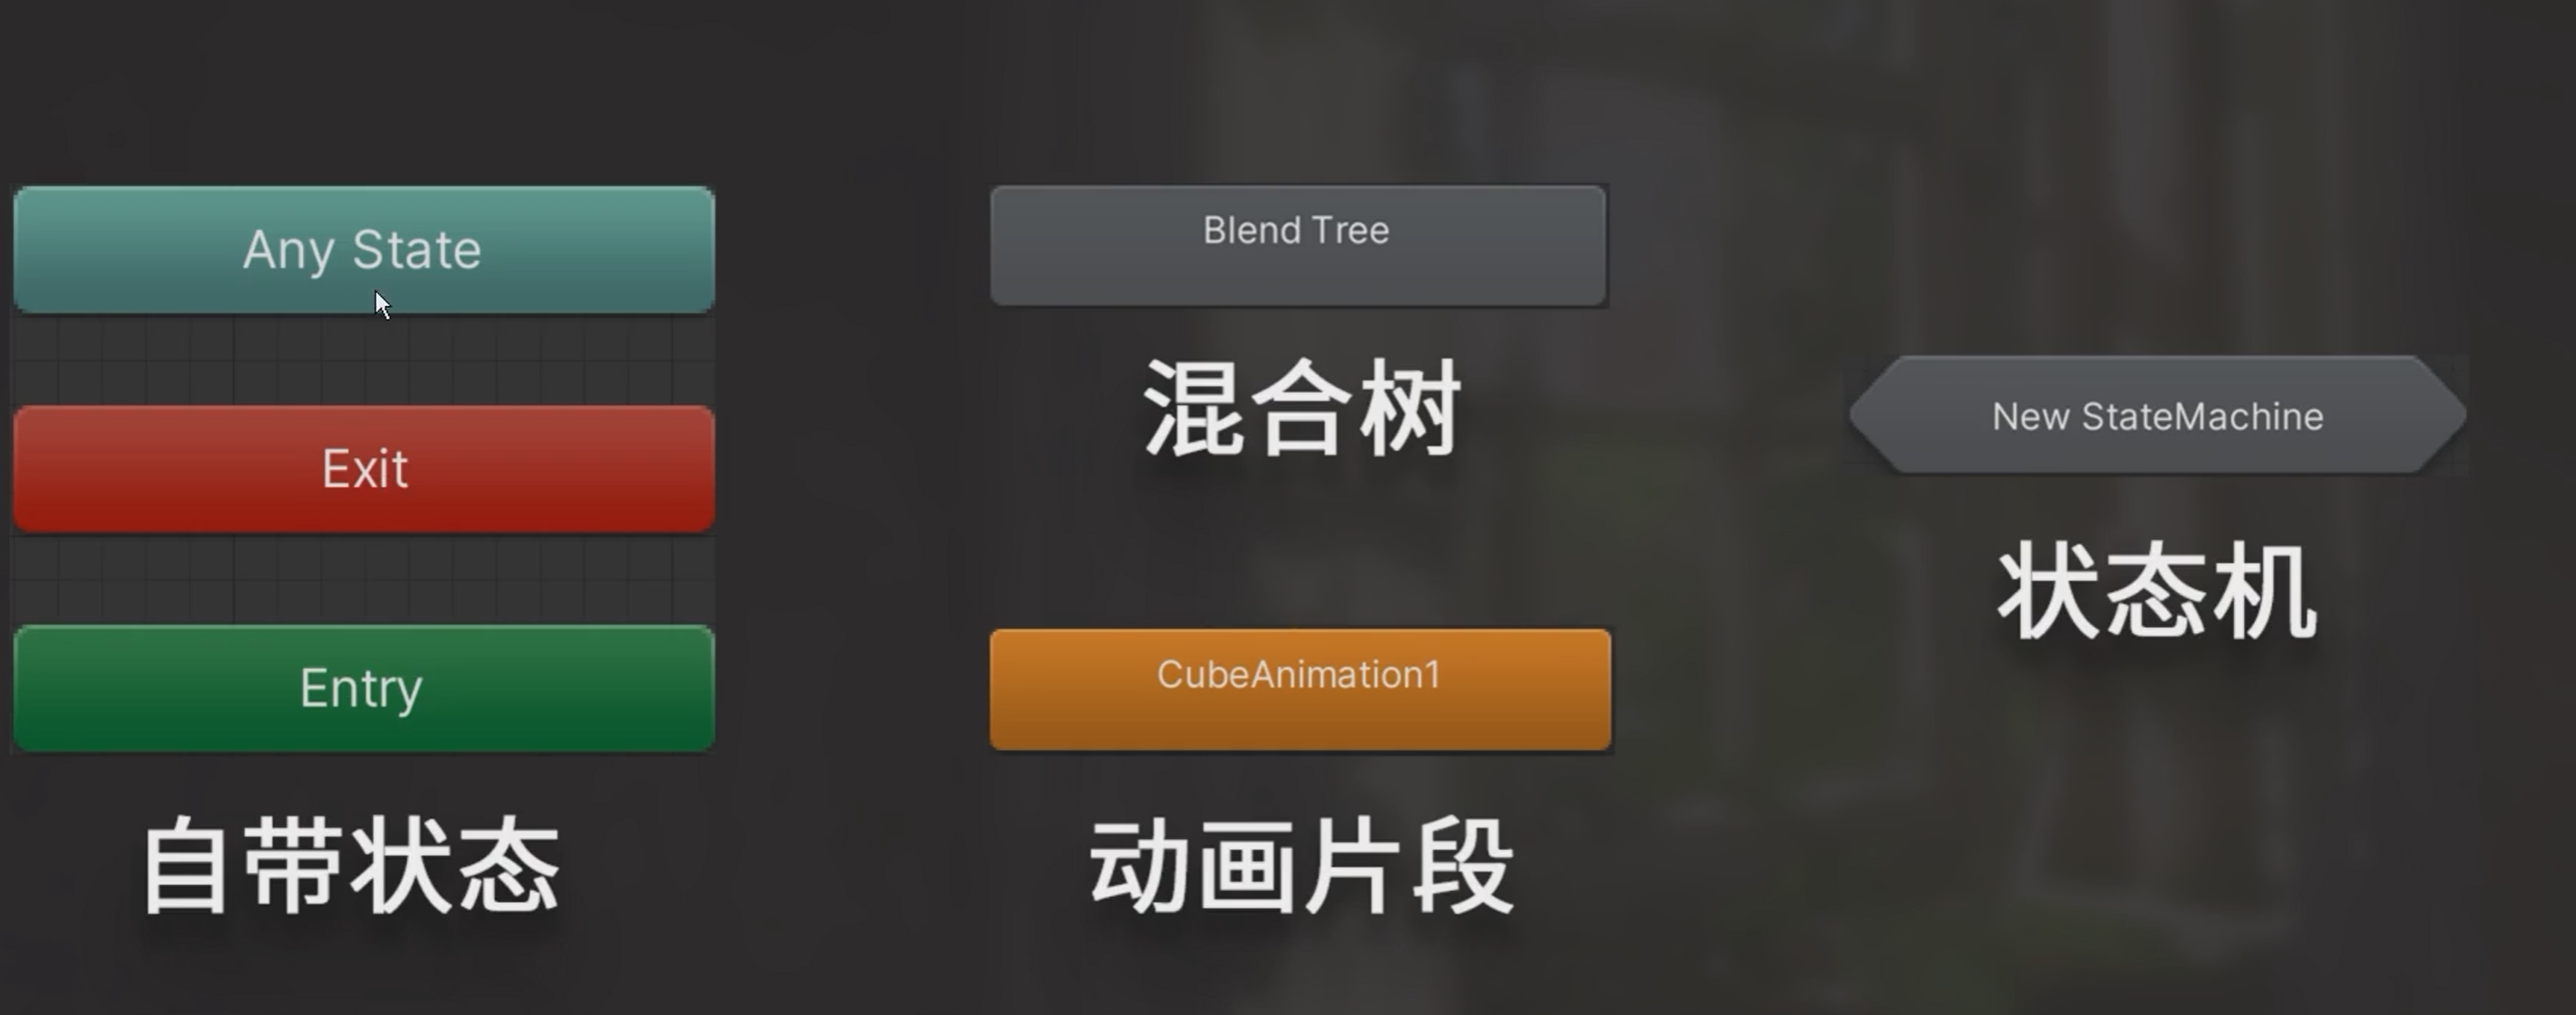 Any State
Exit
Entry
自带状态
Blend Tree
混合树
CubeAnimation1
动画片段
New StateMachine
状态机